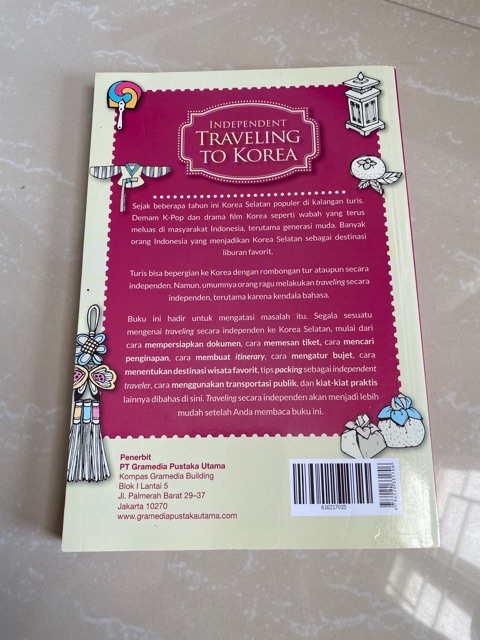 INDEPENDENT
TRAVELING
TO KOREA
Sejak beberapa tahun ini Korea Selatan populer di kalangan turis.
Demam K-Pop dan drama film Korea seperti wabah yang terus
meluas di masyarakat Indonesia, terutama generasi muda. Banyak
orang Indonesia yang menjadikan Korea Selatan sebagai destinasi
liburan favorit.
Turis bisa bepergian ke Korea dengan rombongan tur ataupun secara
independen. Namun, umumnya orang ragu melakukan traveling secara
independen, terutama karena kendala bahasa.
Buku ini hadir untuk mengatasi masalah itu. Segala sesuatu
mengenai traveling secara independen ke Korea Selatan, mulai dari
cara mempersiapkan dokumen, cara memesan tiket, cara mencari
penginapan, cara membuat itinerary, cara mengatur bujet, cara
menentukan destinasi wisata favorit, tips packing sebagai independent
traveler, cara menggunakan transportasi publik, dan kiat-kiat praktis
lainnya dibahas di sini. Traveling secara independen akan menjadi lebih
mudah setelah Anda membaca buku ini.
Penerbit
PT Gramedia Pustaka Utama
Kompas Gramedia Building
Blok I Lantai 5
Jl. Palmerah Barat 29–37
Jakarta 10270
www.gramediapustakautama.com
616217015